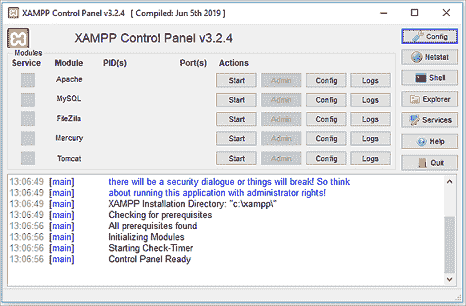 XAMPP Control Panel v3.2.4 [ Compiled: Jun 5th 2019 ]
XAMPP Control Panel v3.2.4
Config
Modules
Service Module PID(s) Port(s) Actions
Netstat
Apache Start Admin Config Logs
Shell
MySQL Start Admin Config Logs
Explorer
FileZilla Start Admin Config Logs
Services
Mercury Start Admin Config Logs
Help
Tomcat Start Admin Config Logs
Quit
13:06:49 [main] there will be a security dialogue or things will break! So think
13:06:49 [main] about running this application with administrator rights!
13:06:49 [main] XAMPP Installation Directory: "c:\xampp\"
13:06:49 [main] Checking for prerequisites
13:06:56 [main] All prerequisites found
13:06:56 [main] Initializing Modules
13:06:56 [main] Starting Check-Timer
13:06:56 [main] Control Panel Ready